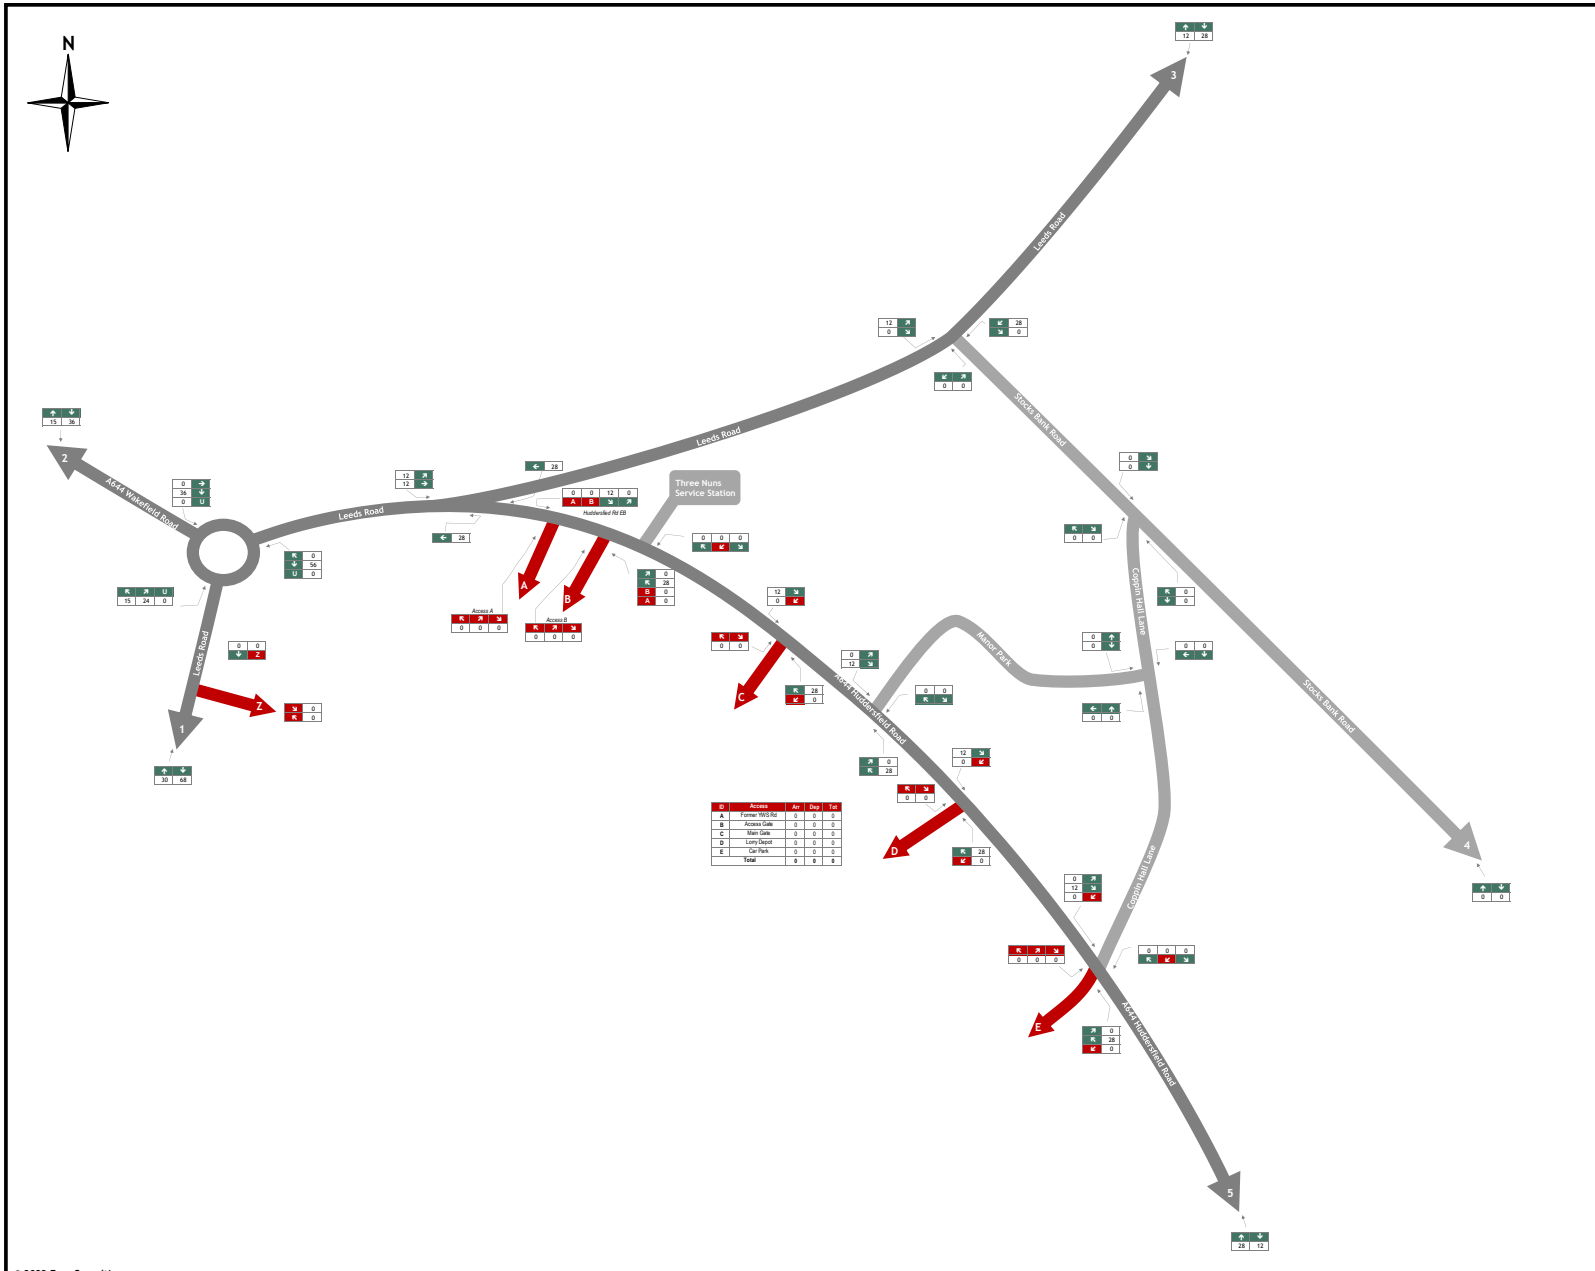 N
↑ ↓
12 28
3
Leeds Road
12 ↗
0 ↘
↙ 28
↘ 0
↙ ↗
0 0
Stocks Bank Road
↑ ↓
15 36
2
A644 Wakefield Road
0 →
36 ↓
0 U
Leeds Road
12 ↗
12 →
← 28
← 28
Leeds Road
0 0 12 0
A B ↘ ↗
Huddersfied Rd EB
Three Nuns
Service Station
0 0 0
↖ ↙ ↘
↖ 0
↓ 56
U 0
↖ ↗ U
15 24 0
Leeds Road
0 0
↓ Z
Z
↘ 0
↖ 0
1
↑ ↓
30 68
A
Access A
↖ ↗ ↘
0 0 0
B
Access B
↖ ↗ ↘
0 0 0
↗ 0
↖ 28
B 0
A 0
12 ↘
0 ↙
↖ ↘
0 0
C
↖ 28
↙ 0
0 ↗
12 ↘
A644 Huddersfield Road
0 0
↖ ↘
↗ 0
↖ 28
Manor Park
0 ↘
0 ↓
↖ ↘
0 0
↖ 0
↓ 0
Coppin Hall Lane
0 ↑
0 ↓
0 0
← ↓
← ↑
0 0
Stocks Bank Road
4
↑ ↓
0 0
12 ↘
0 ↙
↖ ↘
0 0
D
↖ 28
↙ 0
ID Access Arr Dep Tot
A Former YWS Rd 0 0 0
B Access Gate 0 0 0
C Main Gate 0 0 0
D Lorry Depot 0 0 0
E Car Park 0 0 0
Total 0 0 0
Coppin Hall Lane
0 ↗
12 ↘
0 ↙
↖ ↗ ↘
0 0 0
0 0 0
↖ ↙ ↘
E
↗ 0
↖ 28
↙ 0
A644 Huddersfield Road
5
↑ ↓
28 12